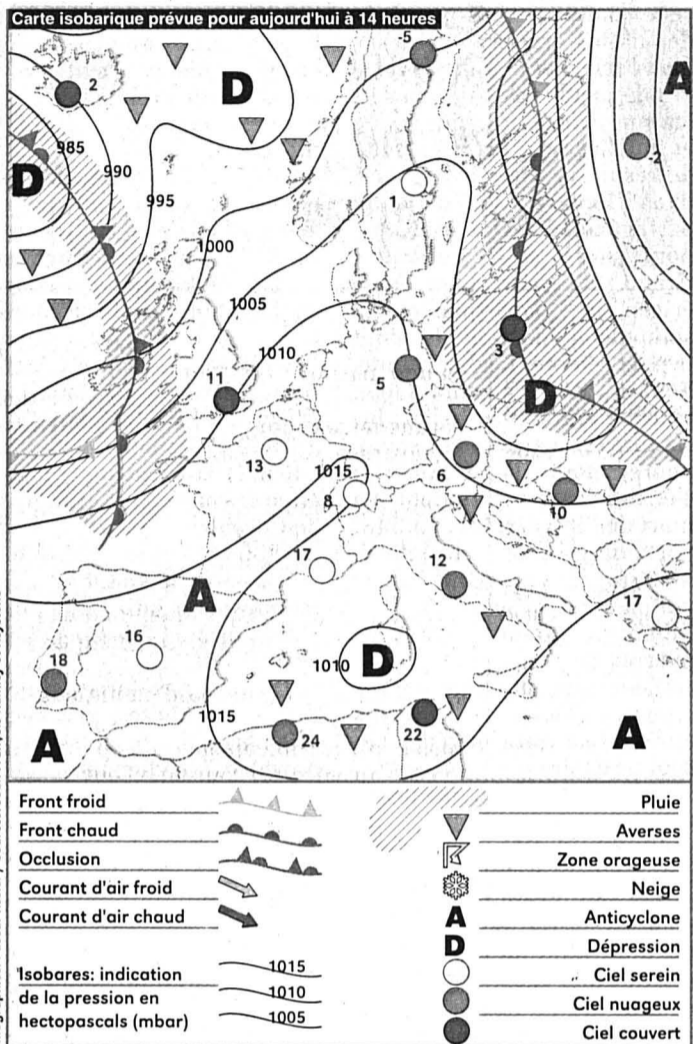 Carte isobarique prévue pour aujourd'hui à 14 heures
-5
A
2
D
985
-2
D
990
1
995
1000
1005
1010
3
11
5
D
13
1015
6
8
10
17
12
A
17
16
1010
D
18
1015
24
22
A
A
Front froid
Front chaud
Occlusion
Courant d'air froid
Courant d'air chaud
Isobares: indication
de la pression en
hectopascals (mbar)
1015
1010
1005
Pluie
Averses
Zone orageuse
Neige
A Anticyclone
D Dépression
Ciel serein
Ciel nuageux
Ciel couvert